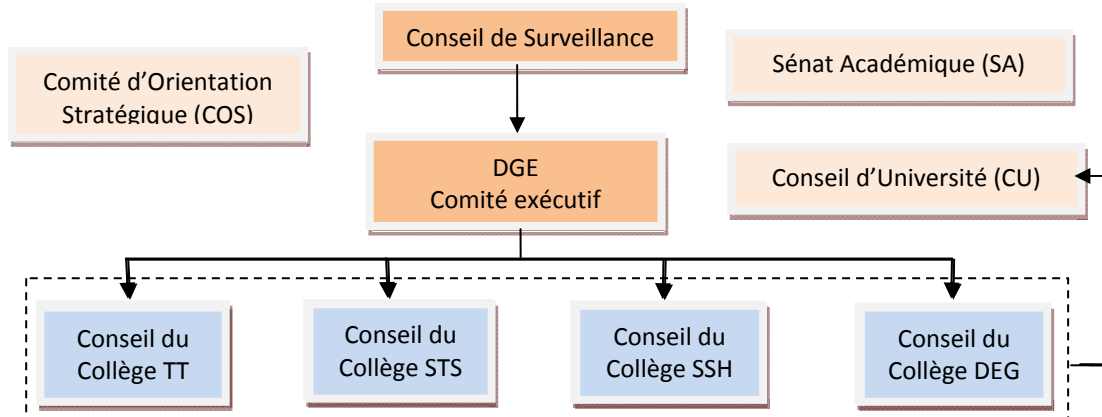 Conseil de Surveillance
Comité d’Orientation
Stratégique (COS)
Sénat Académique (SA)
DGE
Comité exécutif
Conseil d’Université (CU)
Conseil du
Collège TT
Conseil du
Collège STS
Conseil du
Collège SSH
Conseil du
Collège DEG